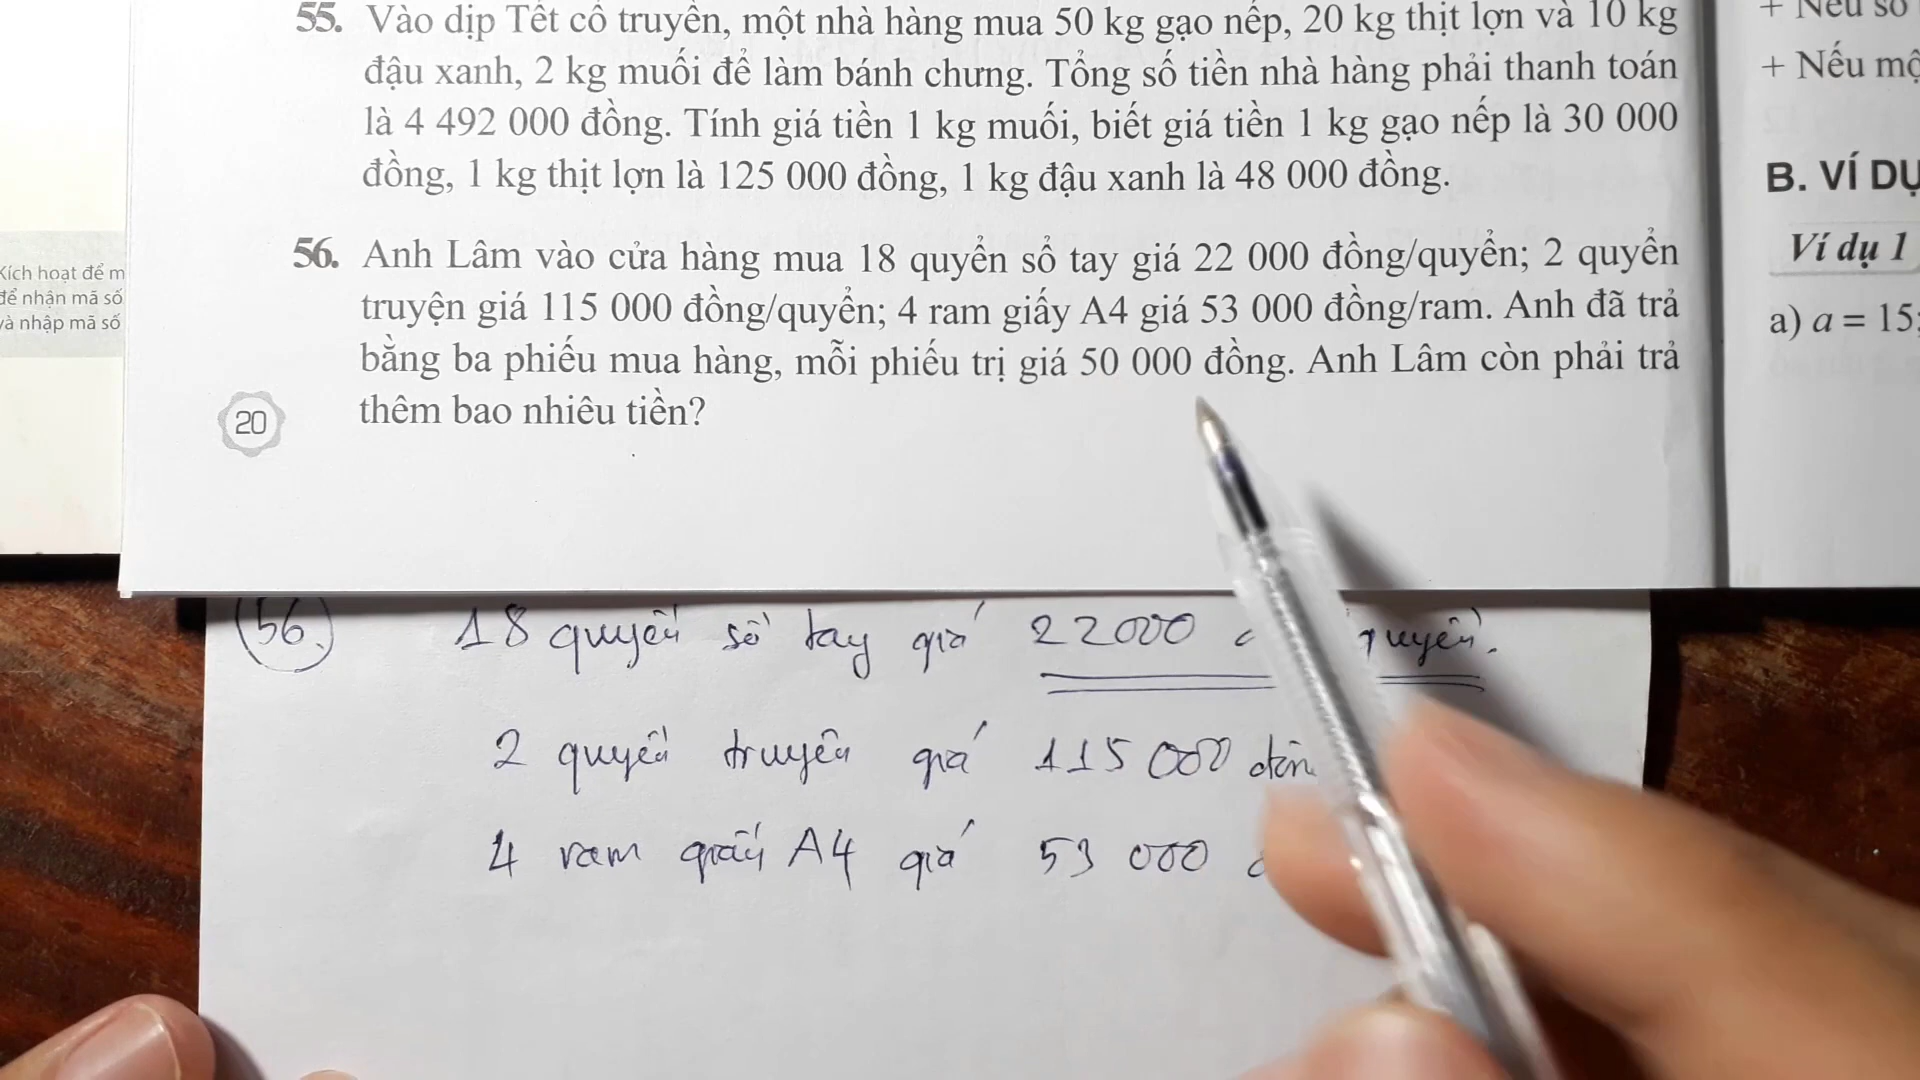 55. Vào dịp Tết cổ truyền, một nhà hàng mua 50 kg gạo nếp, 20 kg thịt lợn và 10 kg
đậu xanh, 2 kg muối để làm bánh chưng. Tổng số tiền nhà hàng phải thanh toán
là 4 492 000 đồng. Tính giá tiền 1 kg muối, biết giá tiền 1 kg gạo nếp là 30 000
đồng, 1 kg thịt lợn là 125 000 đồng, 1 kg đậu xanh là 48 000 đồng.
56. Anh Lâm vào cửa hàng mua 18 quyển sổ tay giá 22 000 đồng/quyển; 2 quyển
truyện giá 115 000 đồng/quyển; 4 ram giấy A4 giá 53 000 đồng/ram. Anh đã trả
bằng ba phiếu mua hàng, mỗi phiếu trị giá 50 000 đồng. Anh Lâm còn phải trả
thêm bao nhiêu tiền?
20
Kích hoạt để
để nhận mã số
và nhập mã số
+ Nếu số
+ Nếu
B. VÍ DỤ
Ví dụ 1
a) a = 15;
56. 18 quyển sổ tay giá 22000 quyển.
2 quyển truyện giá 115 000
4 ram giấy A4 giá 53 000